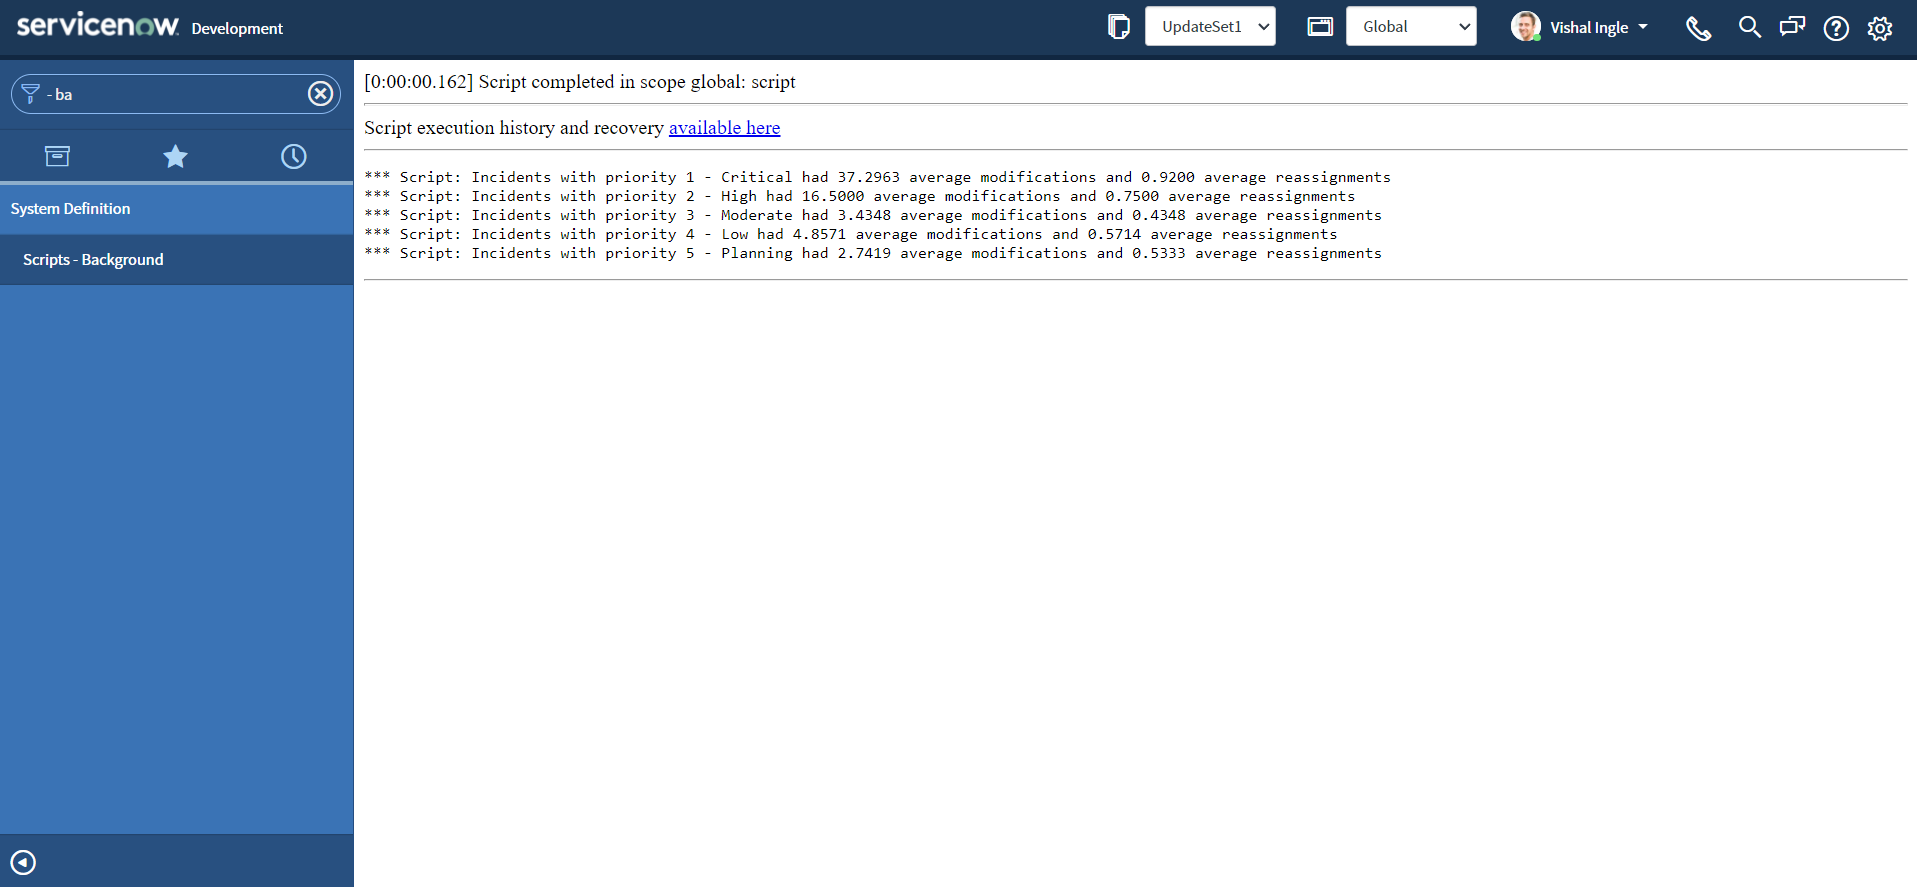 servicenow. Development
UpdateSet1
Global
Vishal Ingle
- ba
System Definition
Scripts - Background
[0:00:00.162] Script completed in scope global: script
Script execution history and recovery available here
*** Script: Incidents with priority 1 - Critical had 37.2963 average modifications and 0.9200 average reassignments
*** Script: Incidents with priority 2 - High had 16.5000 average modifications and 0.7500 average reassignments
*** Script: Incidents with priority 3 - Moderate had 3.4348 average modifications and 0.4348 average reassignments
*** Script: Incidents with priority 4 - Low had 4.8571 average modifications and 0.5714 average reassignments
*** Script: Incidents with priority 5 - Planning had 2.7419 average modifications and 0.5333 average reassignments